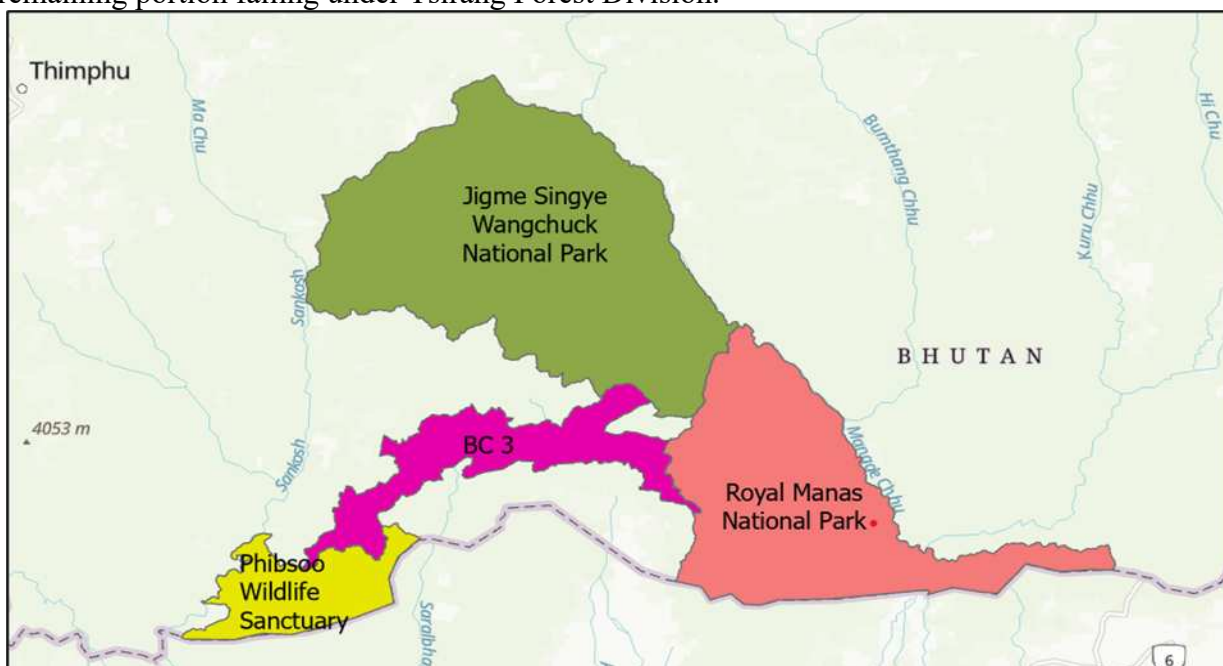 remaining portion falling under Tsirang Forest Division.
Thimphu
Ma Chu
Bumthang Chhu
Hi Chu
Kuru Chhu
Jigme Singye
Wangchuck
National Park
Sankosh
BHUTAN
4053 m
BC 3
Sankosh
Mangde Chhu
Royal Manas
National Park
Phibsoo
Wildlife
Sanctuary
6